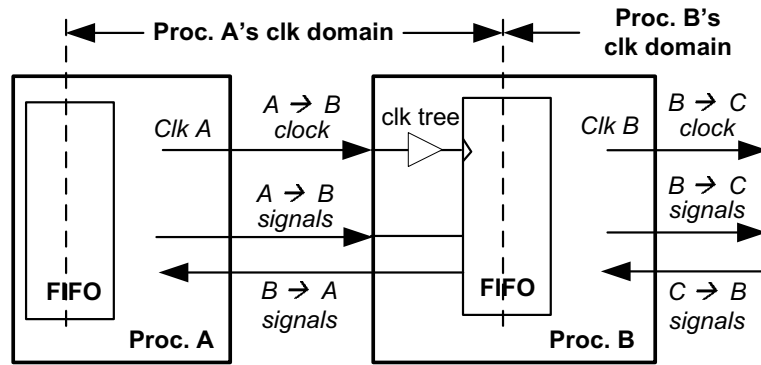 Proc. A's clk domain
Proc. B's
clk domain
Clk A
A → B
clock
clk tree
Clk B
B → C
clock
A → B
signals
B → C
signals
FIFO
B → A
signals
FIFO
C → B
signals
Proc. A
Proc. B